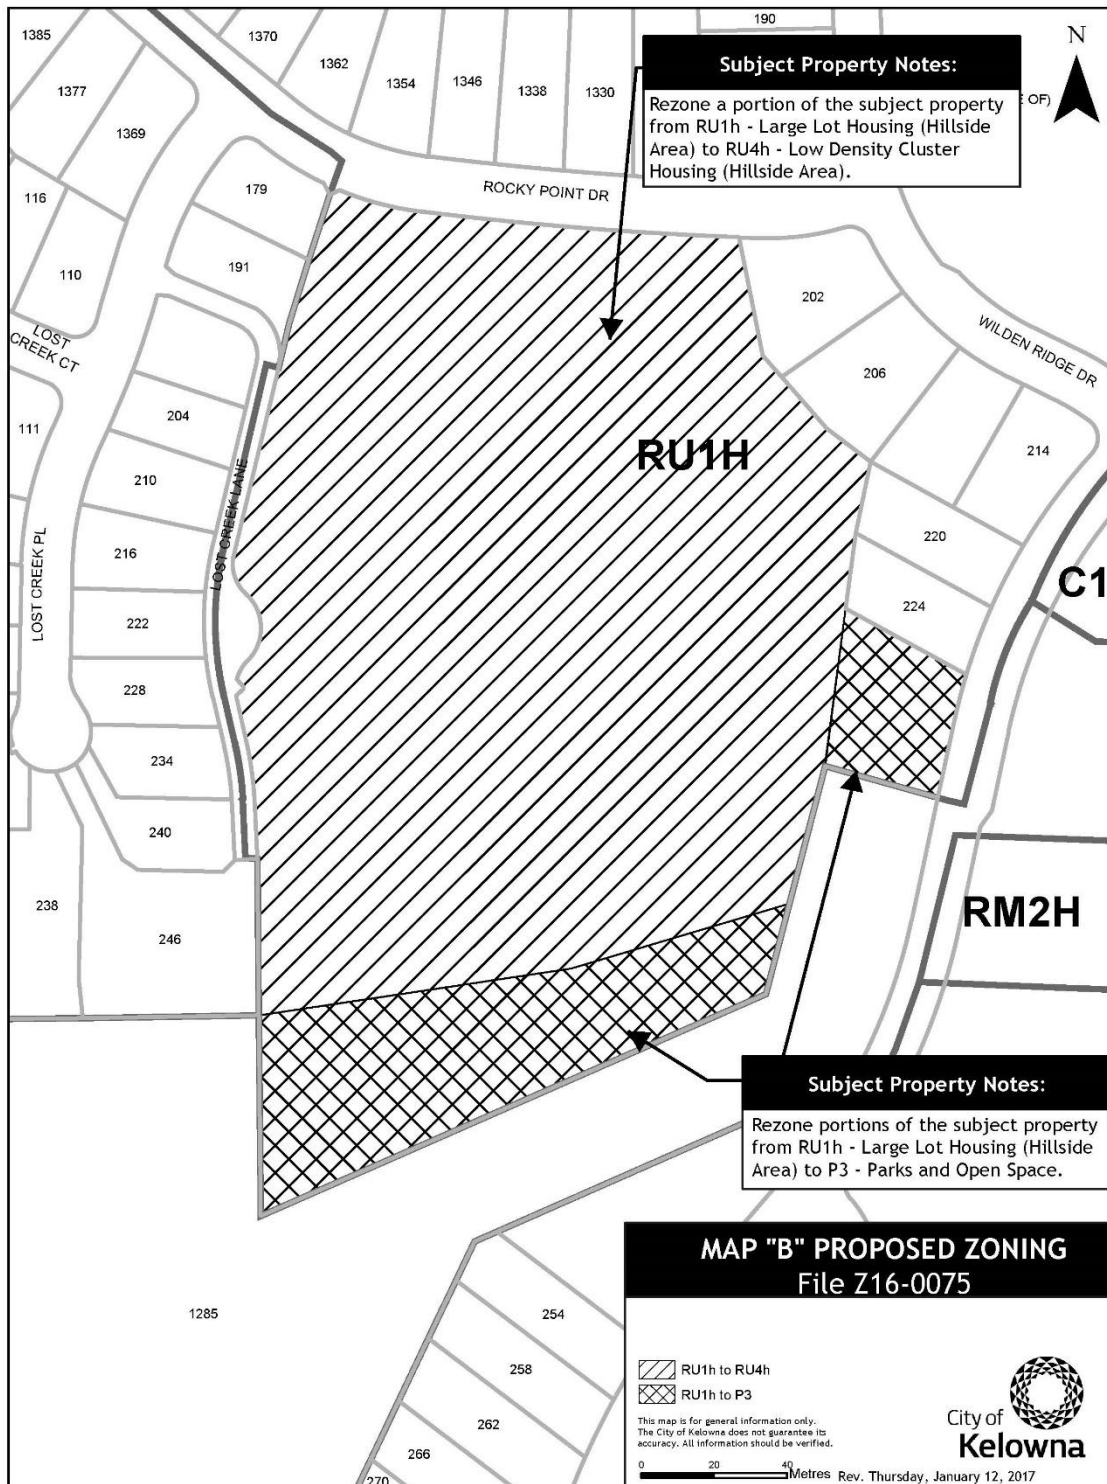 1385
1370
1362
1354
1346
1338
1330
190
N
1377
1369
Subject Property Notes:
Rezone a portion of the subject property
from RU1h - Large Lot Housing (Hillside
Area) to RU4h - Low Density Cluster
Housing (Hillside Area).
OF)
116
110
179
191
ROCKY POINT DR
202
206
WILDEN RIDGE DR
214
LOST
CREEK CT
111
204
210
216
222
228
234
240
LOST CREEK LANE
LOST CREEK PL
RU1H
220
224
C1
238
246
RM2H
Subject Property Notes:
Rezone portions of the subject property
from RU1h - Large Lot Housing (Hillside
Area) to P3 - Parks and Open Space.
1285
254
258
262
266
270
MAP "B" PROPOSED ZONING
File Z16-0075
RU1h to RU4h
RU1h to P3
This map is for general information only.
The City of Kelowna does not guarantee its
accuracy. All information should be verified.
0 20 40
Metres
City of
Kelowna
Rev. Thursday, January 12, 2017